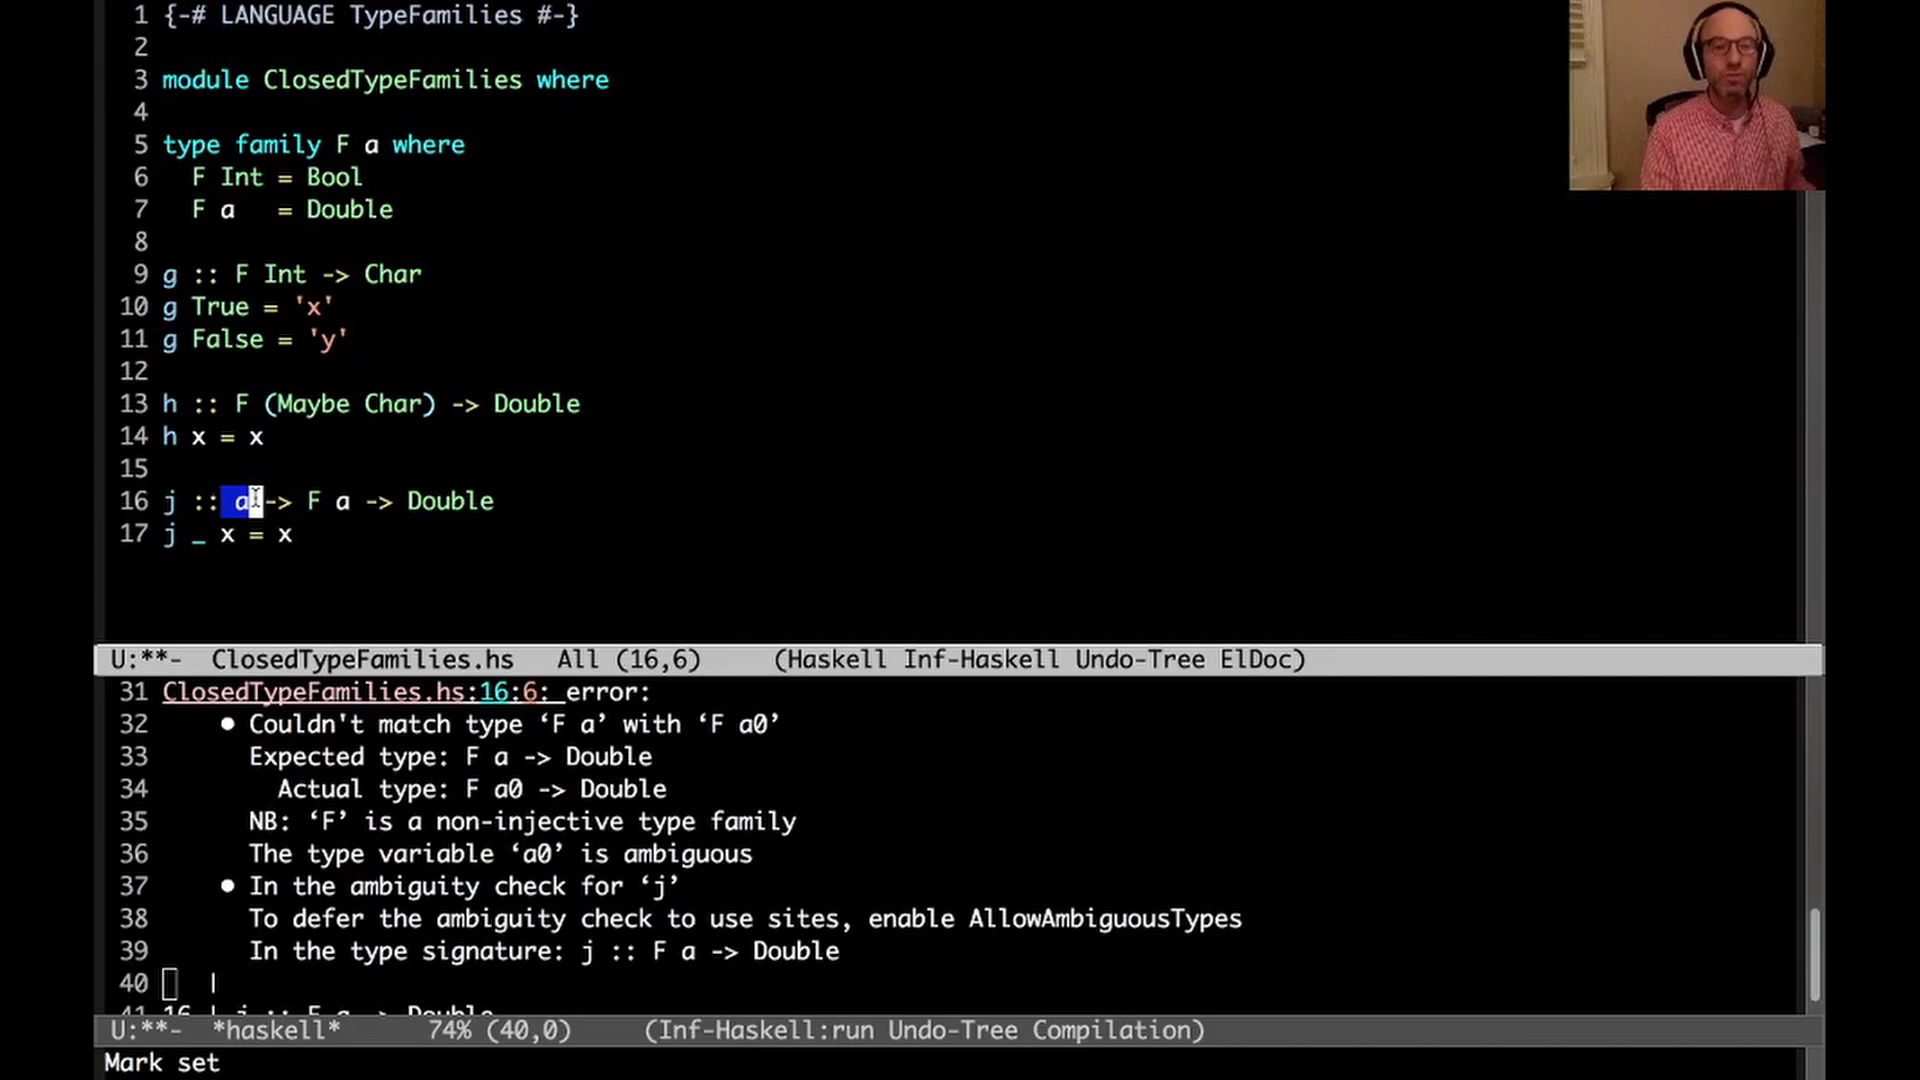 1 {-# LANGUAGE TypeFamilies #-}
2
3 module ClosedTypeFamilies where
4
5 type family F a where
6   F Int = Bool
7   F a   = Double
8
9 g :: F Int -> Char
10 g True = 'x'
11 g False = 'y'
12
13 h :: F (Maybe Char) -> Double
14 h x = x
15
16 j :: a -> F a -> Double
17 j _ x = x
U:**-  ClosedTypeFamilies.hs   All (16,6)     (Haskell Inf-Haskell Undo-Tree ElDoc)
31 ClosedTypeFamilies.hs:16:6: error:
32     • Couldn't match type ‘F a’ with ‘F a0’
33       Expected type: F a -> Double
34         Actual type: F a0 -> Double
35       NB: ‘F’ is a non-injective type family
36       The type variable ‘a0’ is ambiguous
37     • In the ambiguity check for ‘j’
38       To defer the ambiguity check to use sites, enable AllowAmbiguousTypes
39       In the type signature: j :: F a -> Double
40    |
41 16 | j :: F a -> Double
U:**-  *haskell*      74% (40,0)     (Inf-Haskell:run Undo-Tree Compilation)
Mark set